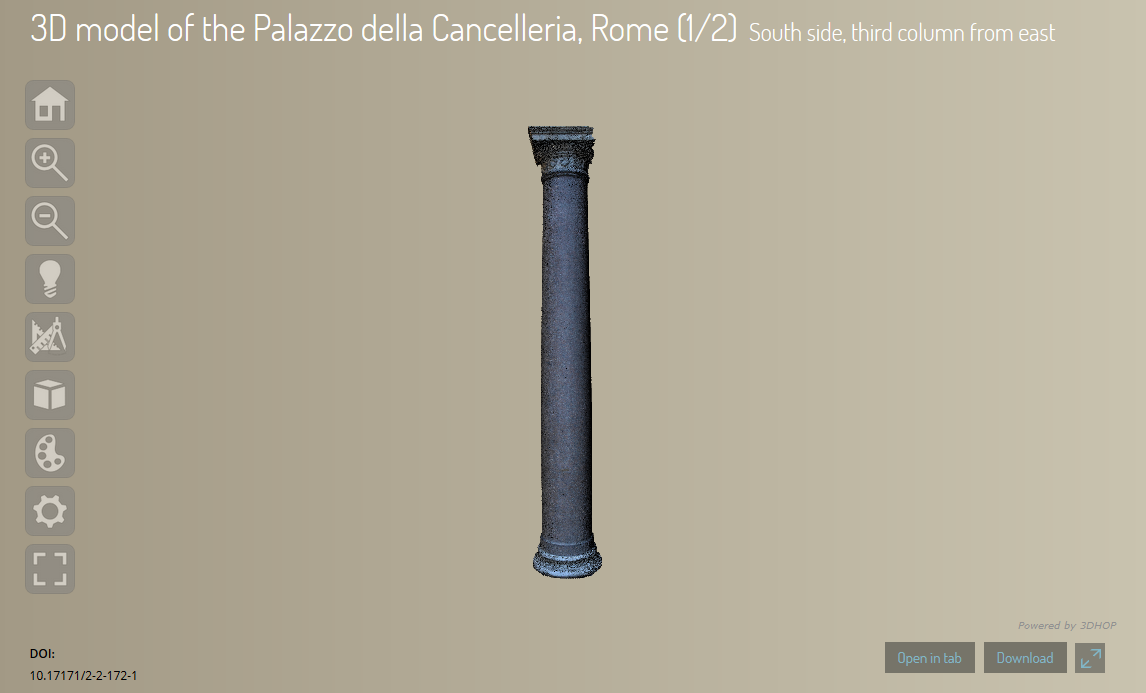 3D model of the Palazzo della Cancelleria, Rome (1/2) South side, third column from east
Powered by 3DHOP
DOI:
10.17171/2-2-172-1
Open in tab
Download